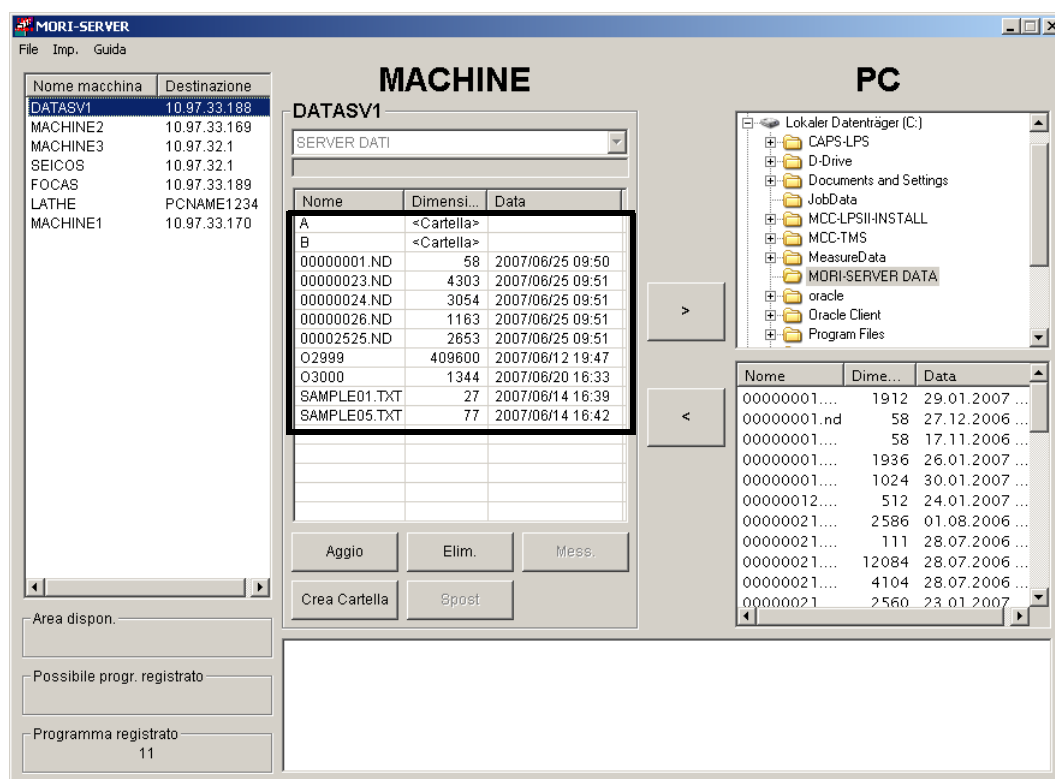 MORI-SERVER
File Imp. Guida
Nome macchina Destinazione
DATASV1 10.97.33.188
MACHINE2 10.97.33.169
MACHINE3 10.97.32.1
SEICOS 10.97.32.1
FOCAS 10.97.33.189
LATHE PCNAME1234
MACHINE1 10.97.33.170
Area dispon.
Possibile progr. registrato
Programma registrato
11
MACHINE
DATASV1
SERVER DATI
Nome Dimensi... Data
A <Cartella>
B <Cartella>
00000001.ND 58 2007/06/25 09:50
00000023.ND 4303 2007/06/25 09:51
00000024.ND 3054 2007/06/25 09:51
00000026.ND 1163 2007/06/25 09:51
00002525.ND 2653 2007/06/25 09:51
O2999 409600 2007/06/12 19:47
O3000 1344 2007/06/20 16:33
SAMPLE01.TXT 27 2007/06/14 16:39
SAMPLE05.TXT 77 2007/06/14 16:42
Aggio Elim. Mess.
Crea Cartella Spost
>
<
PC
Lokaler Datenträger (C:)
CAPS-LPS
D-Drive
Documents and Settings
JobData
MCC-LPSII-INSTALL
MCC-TMS
MeasureData
MORI-SERVER DATA
oracle
Oracle Client
Program Files
Nome Dime... Data
00000001.... 1912 29.01.2007 ...
00000001.nd 58 27.12.2006 ...
00000001.... 58 17.11.2006 ...
00000001.... 1936 26.01.2007 ...
00000001.... 1024 30.01.2007 ...
00000012.... 512 24.01.2007 ...
00000021.... 2586 01.08.2006 ...
00000021.... 111 28.07.2006 ...
00000021.... 12084 28.07.2006 ...
00000021.... 4104 28.07.2006 ...
00000021.... 2560 23.01.2007 ...